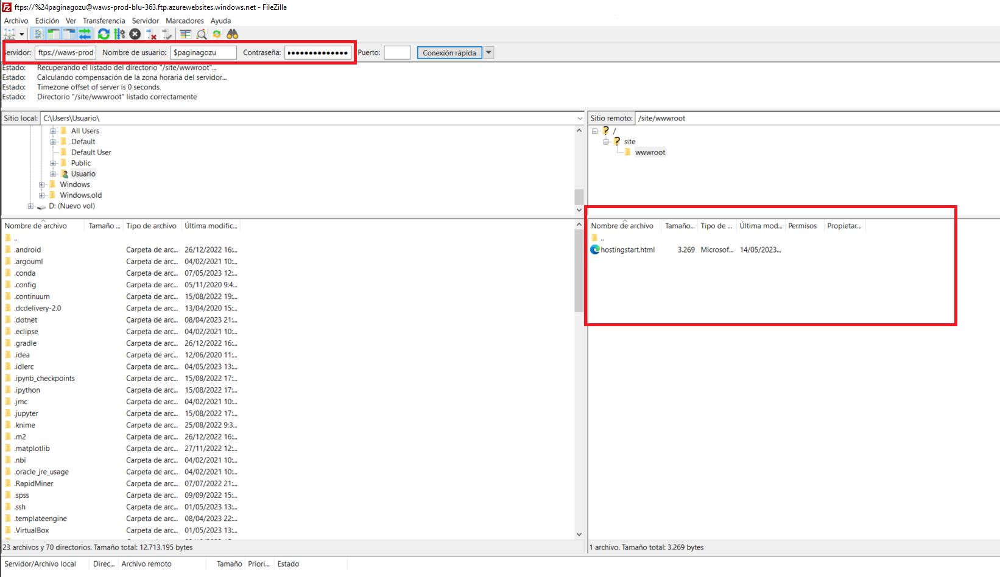 ftps://%24paginagozu@waws-prod-blu-363.ftp.azurewebsites.windows.net - FileZilla
Archivo Edición Ver Transferencia Servidor Marcadores Ayuda
Servidor: ftps://waws-prod Nombre de usuario: $paginagozu Contraseña: ●●●●●●●●●●●●●● Puerto: Conexión rápida
Estado: Recuperando el listado del directorio "/site/wwwroot"...
Estado: Calculando compensación de la zona horaria del servidor...
Estado: Timezone offset of server is 0 seconds.
Estado: Directorio "/site/wwwroot" listado correctamente
Sitio local: C:\Users\Usuario\
All Users
Default
Default User
Public
Usuario
Windows
Windows.old
D: (Nuevo vol)
Sitio remoto: /site/wwwroot
/
site
wwwroot
Nombre de archivo Tamaño ... Tipo de archivo Última modific...
..
.android Carpeta de arc... 26/12/2022 16:...
.argouml Carpeta de arc... 04/02/2021 10:...
.conda Carpeta de arc... 07/05/2023 12:...
.config Carpeta de arc... 05/11/2020 9:4...
.continuum Carpeta de arc... 15/08/2022 19:...
.dcdelivery-2.0 Carpeta de arc... 13/04/2020 15:...
.dotnet Carpeta de arc... 08/04/2023 21:...
.eclipse Carpeta de arc... 04/02/2021 10:...
.gradle Carpeta de arc... 26/12/2022 16:...
.idea Carpeta de arc... 12/06/2020 11:...
.idlerc Carpeta de arc... 04/05/2023 13:...
.ipynb_checkpoints Carpeta de arc... 15/08/2022 17:...
.ipython Carpeta de arc... 15/08/2022 17:...
.jmc Carpeta de arc... 04/02/2021 10:...
.jupyter Carpeta de arc... 15/08/2022 17:...
.knime Carpeta de arc... 25/08/2022 9:3...
.m2 Carpeta de arc... 26/12/2022 16:...
.matplotlib Carpeta de arc... 27/11/2022 12:...
.nbi Carpeta de arc... 04/02/2021 10:...
.oracle_jre_usage Carpeta de arc... 04/02/2021 10:...
.RapidMiner Carpeta de arc... 07/07/2022 21:...
.spss Carpeta de arc... 09/09/2022 15:...
.ssh Carpeta de arc... 01/05/2023 13:...
.templateengine Carpeta de arc... 08/04/2023 22:...
.VirtualBox Carpeta de arc... 01/05/2023 13:...
23 archivos y 70 directorios. Tamaño total: 12.713.195 bytes
Nombre de archivo Tamaño... Tipo de ... Última mod... Permisos Propietar...
..
hostingstart.html 3.269 Microsof... 14/05/2023...
1 archivo. Tamaño total: 3.269 bytes
Servidor/Archivo local Direc... Archivo remoto Tamaño Priori... Estado